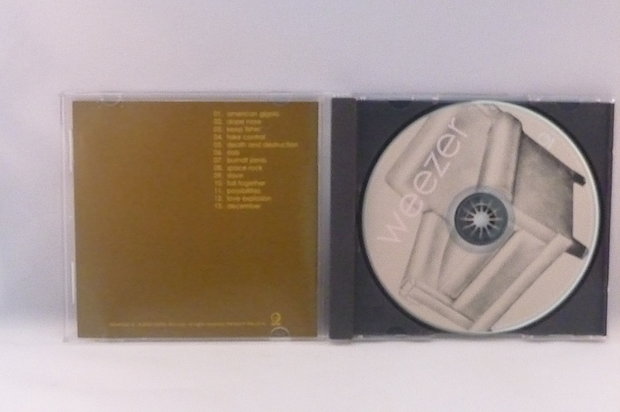 01. american gigolo
02. dope nose
03. keep fishin'
04. take control
05. death and destruction
06. slob
07. burndt jamb
08. space rock
09. slave
10. fall together
11. possibilities
12. love explosion
13. december
weezer